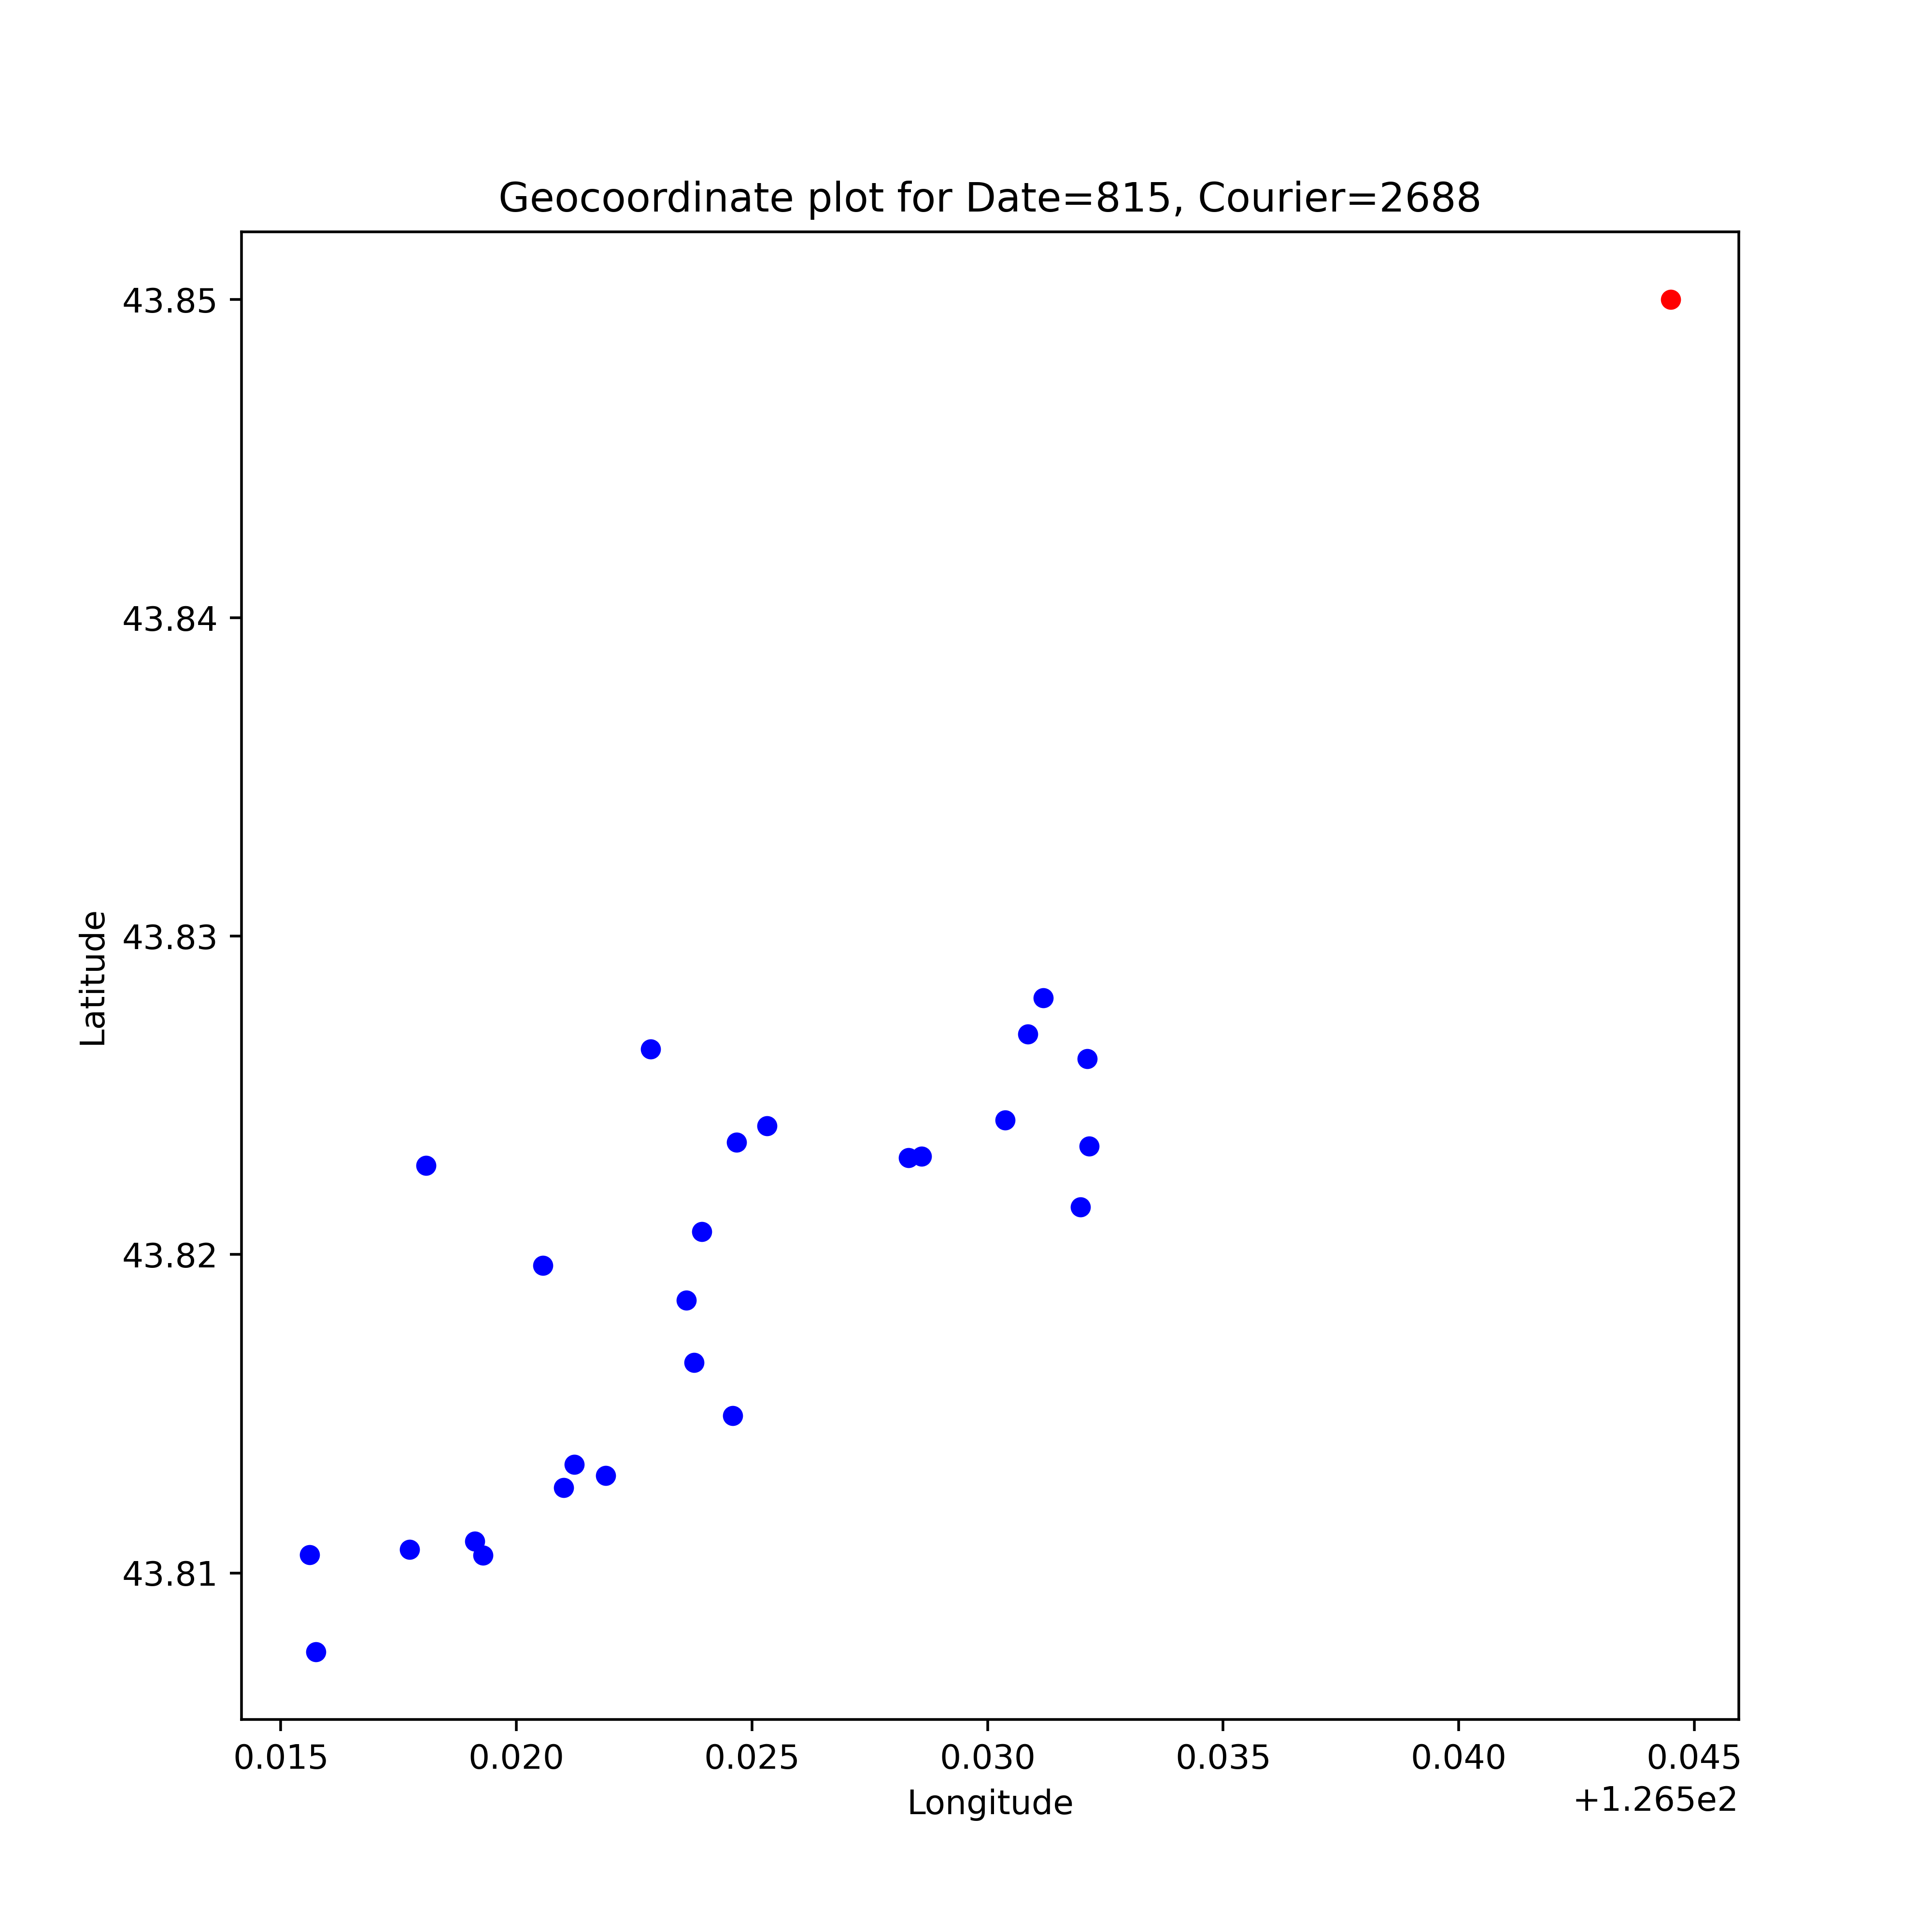 Geocoordinate plot for Date=815, Courier=2688
43.85
43.84
43.83
43.82
43.81
Latitude
0.015 0.020 0.025 0.030 0.035 0.040 0.045
+1.265e2
Longitude